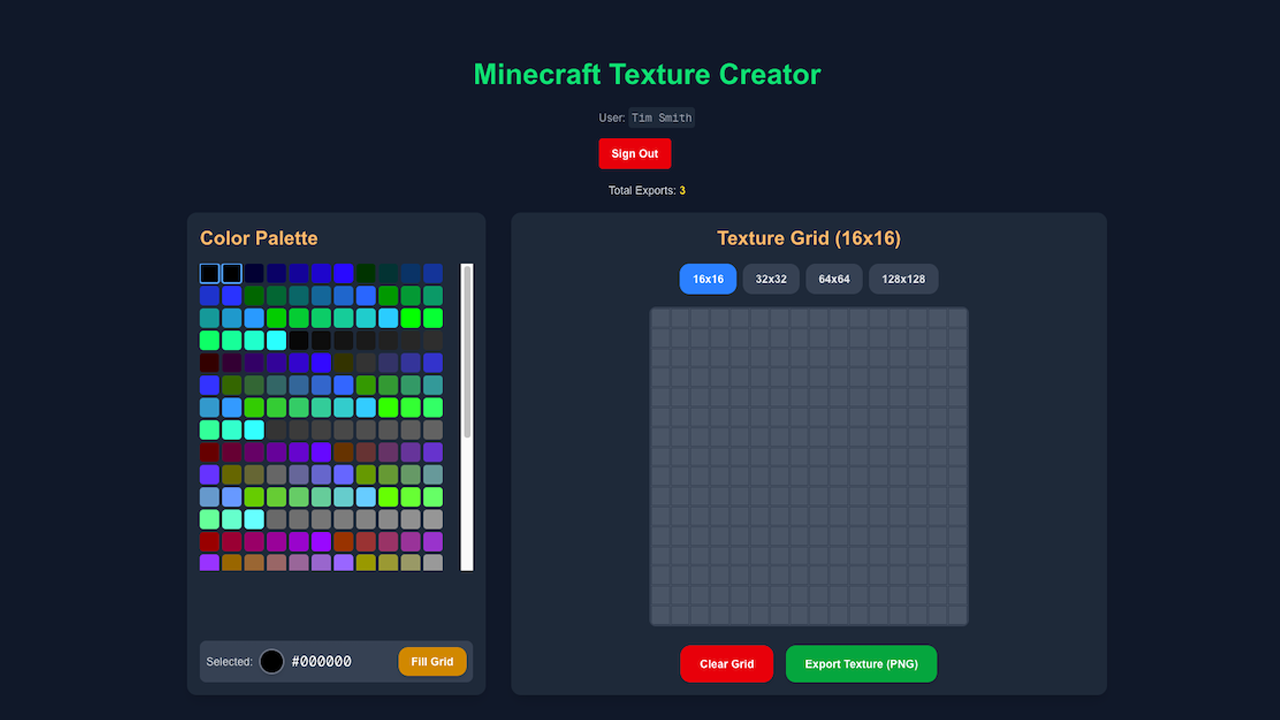 Minecraft Texture Creator
User: Tim Smith
Sign Out
Total Exports: 3
Color Palette
Selected: #000000 Fill Grid
Texture Grid (16x16)
16x16 32x32 64x64 128x128
Clear Grid Export Texture (PNG)